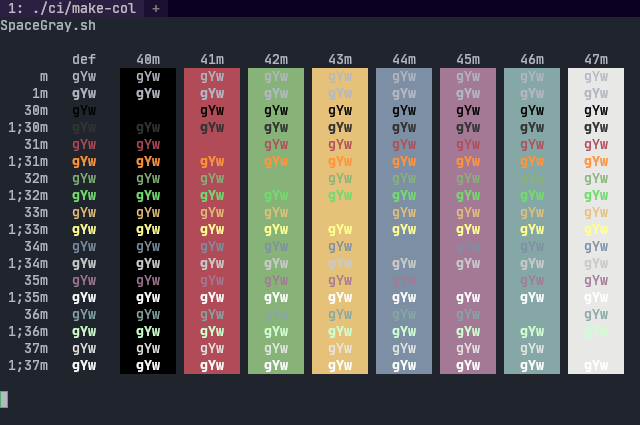 1: ./ci/make-col +
SpaceGray.sh
def 40m 41m 42m 43m 44m 45m 46m 47m
m gYw gYw gYw gYw gYw gYw gYw gYw gYw
1m gYw gYw gYw gYw gYw gYw gYw gYw gYw
30m gYw gYw gYw gYw gYw gYw gYw gYw
1;30m gYw gYw gYw gYw gYw gYw gYw gYw gYw
31m gYw gYw gYw gYw gYw gYw gYw gYw
1;31m gYw gYw gYw gYw gYw gYw gYw gYw gYw
32m gYw gYw gYw gYw gYw gYw gYw gYw
1;32m gYw gYw gYw gYw gYw gYw gYw gYw gYw
33m gYw gYw gYw gYw gYw gYw gYw gYw
1;33m gYw gYw gYw gYw gYw gYw gYw gYw gYw
34m gYw gYw gYw gYw gYw gYw gYw gYw
1;34m gYw gYw gYw gYw gYw gYw gYw gYw gYw
35m gYw gYw gYw gYw gYw gYw gYw gYw
1;35m gYw gYw gYw gYw gYw gYw gYw gYw gYw
36m gYw gYw gYw gYw gYw gYw gYw gYw
1;36m gYw gYw gYw gYw gYw gYw gYw gYw gYw
37m gYw gYw gYw gYw gYw gYw gYw gYw
1;37m gYw gYw gYw gYw gYw gYw gYw gYw gYw